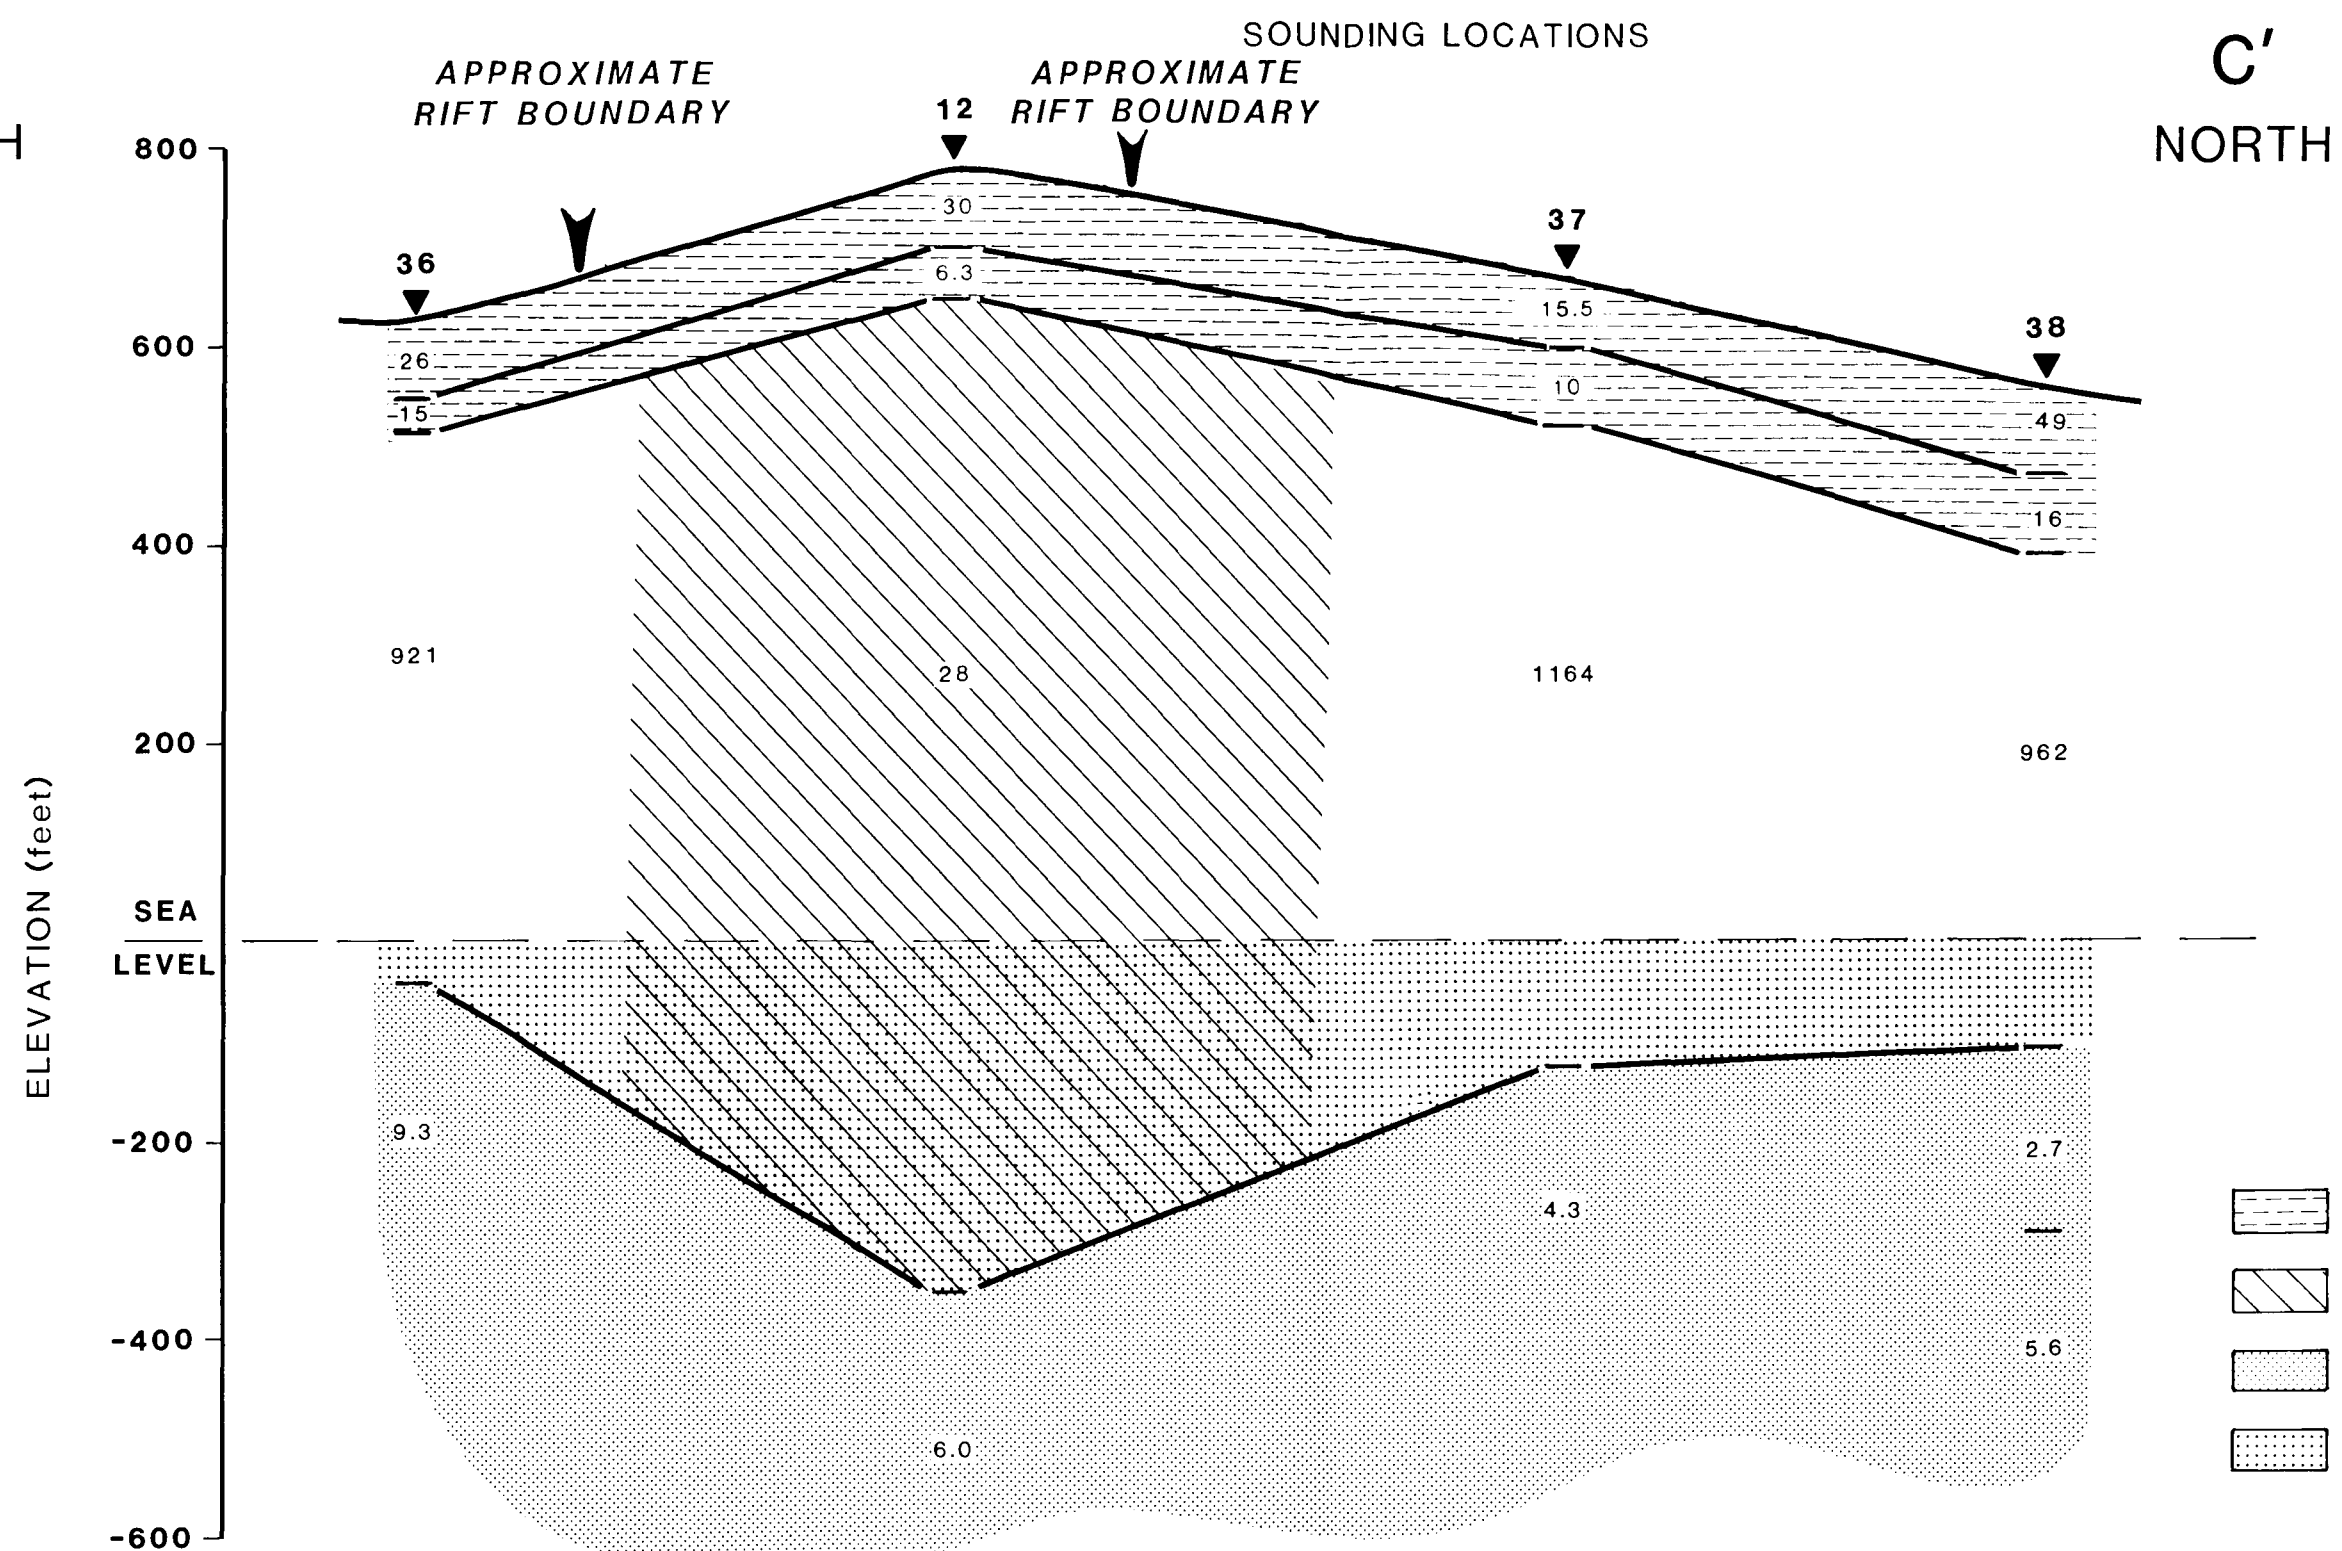 SOUNDING LOCATIONS
C'
NORTH
H
APPROXIMATE
RIFT BOUNDARY
12
APPROXIMATE
RIFT BOUNDARY
36
37
38
800
600
400
200
SEA
LEVEL
-200
-400
-600
ELEVATION (feet)
30
6.3
26
15
15.5
10
49
16
921
28
1164
962
9.3
6.0
4.3
2.7
5.6